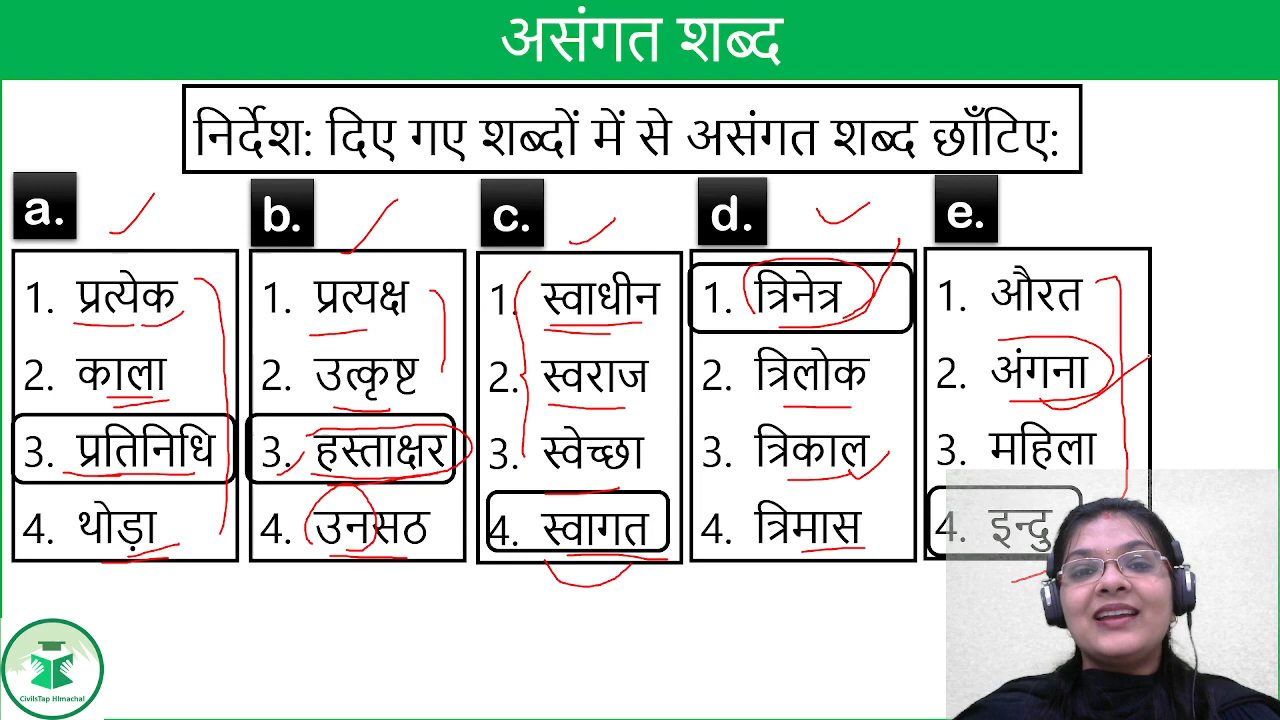 असंगत शब्द
निर्देश: दिए गए शब्दों में से असंगत शब्द छाँटिए:
a.
1. प्रत्येक
2. काला
3. प्रतिनिधि
4. थोड़ा
b.
1. प्रत्यक्ष
2. उत्कृष्ट
3. हस्ताक्षर
4. उनसठ
c.
1. स्वाधीन
2. स्वराज
3. स्वेच्छा
4. स्वागत
d.
1. त्रिनेत्र
2. त्रिलोक
3. त्रिकाल
4. त्रिमास
e.
1. औरत
2. अंगना
3. महिला
4. इन्दु
CivilsTap Himachal